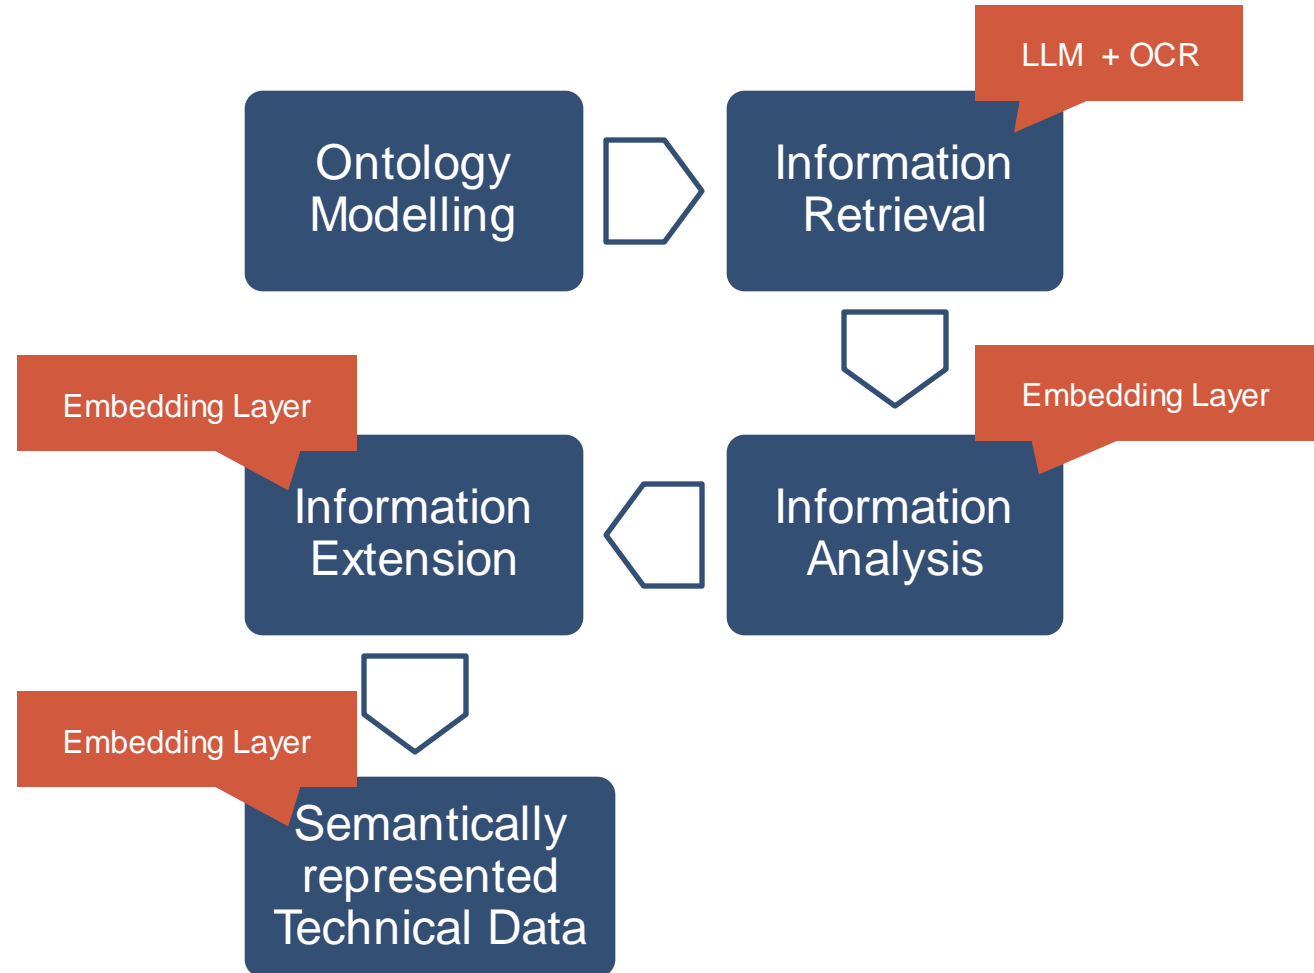 LLM + OCR
Ontology
Modelling
Information
Retrieval
Embedding Layer
Information
Analysis
Embedding Layer
Information
Extension
Embedding Layer
Semantically
represented
Technical Data